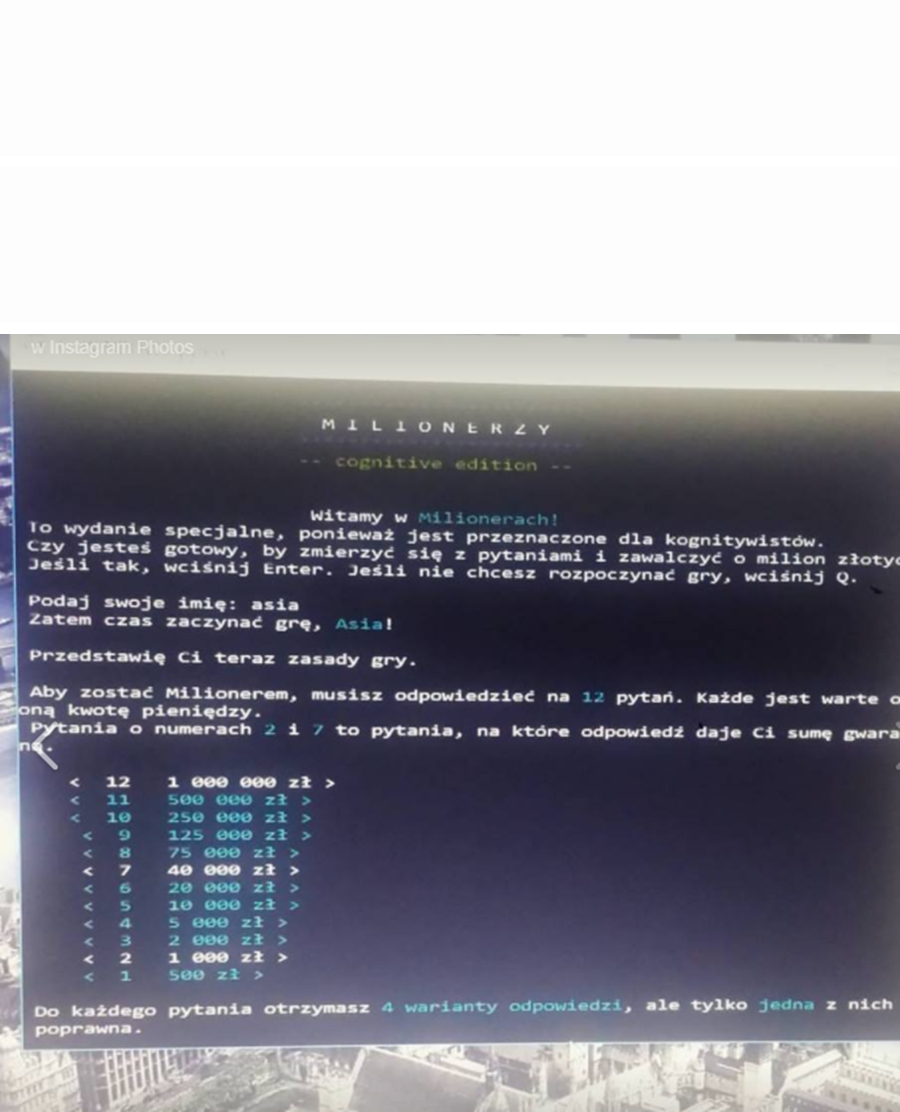 w Instagram Photos
M I L I O N E R Z Y
-- cognitive edition --
Witamy w Milionerach!
To wydanie specjalne, ponieważ jest przeznaczone dla kognitywistów.
Czy jesteś gotowy, by zmierzyć się z pytaniami i zawalczyć o milion złotyc
Jeśli tak, wciśnij Enter. Jeśli nie chcesz rozpoczynać gry, wciśnij Q.
Podaj swoje imię: asia
Zatem czas zaczynać grę, Asia!
Przedstawię Ci teraz zasady gry.
Aby zostać Milionerem, musisz odpowiedzieć na 12 pytań. Każde jest warte o
oną kwotę pieniędzy.
Pytania o numerach 2 i 7 to pytania, na które odpowiedź daje Ci sumę gwara
ną.
< 12 1 000 000 zł >
< 11 500 000 zł >
< 10 250 000 zł >
< 9 125 000 zł >
< 8 75 000 zł >
< 7 40 000 zł >
< 6 20 000 zł >
< 5 10 000 zł >
< 4 5 000 zł >
< 3 2 000 zł >
< 2 1 000 zł >
< 1 500 zł >
Do każdego pytania otrzymasz 4 warianty odpowiedzi, ale tylko jedna z nich
poprawna.